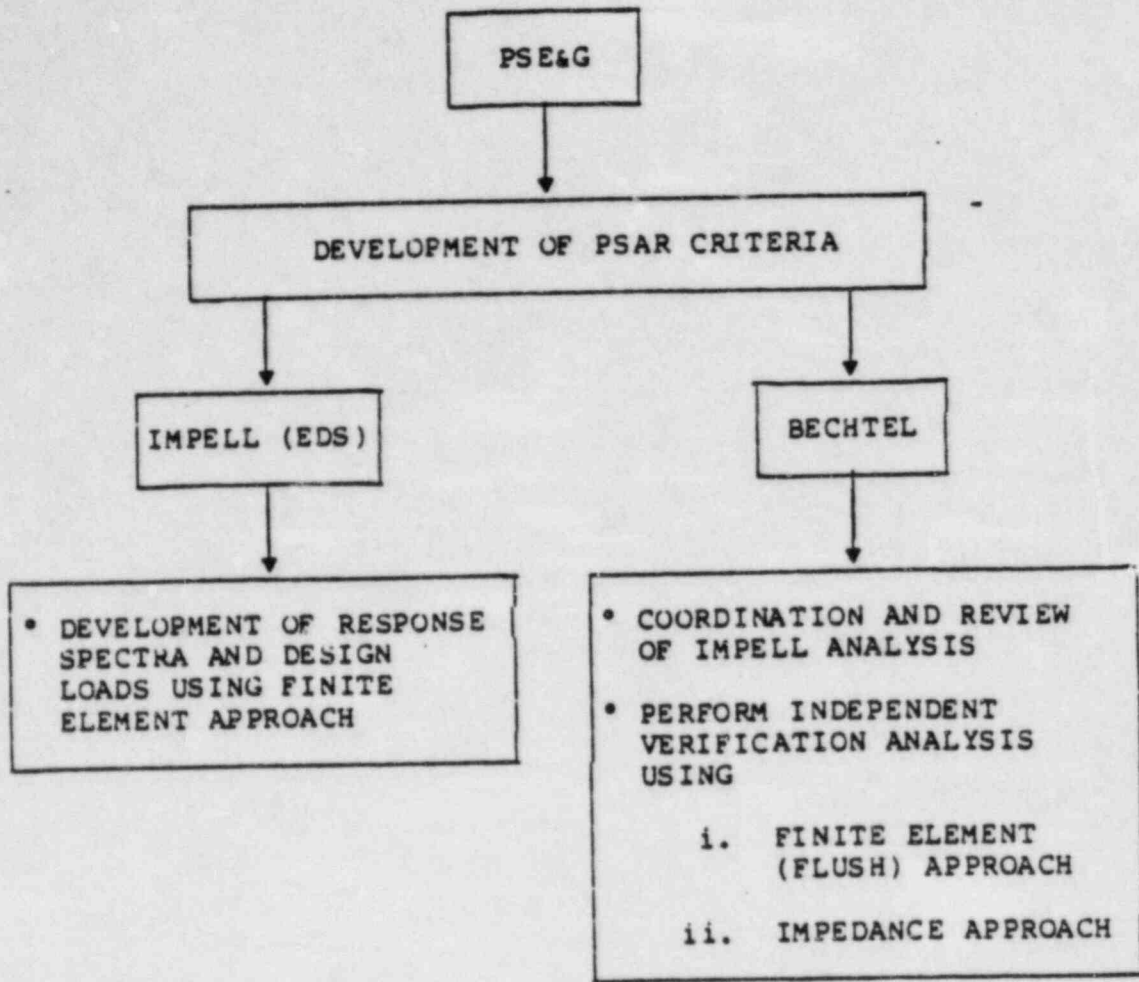 PSE&G
DEVELOPMENT OF PSAR CRITERIA
IMPELL (EDS)
BECHTEL
• DEVELOPMENT OF RESPONSE
SPECTRA AND DESIGN
LOADS USING FINITE
ELEMENT APPROACH
• COORDINATION AND REVIEW
OF IMPELL ANALYSIS
• PERFORM INDEPENDENT
VERIFICATION ANALYSIS
USING
i. FINITE ELEMENT
(FLUSH) APPROACH
ii. IMPEDANCE APPROACH